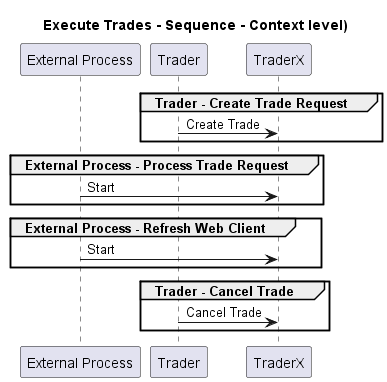 Execute Trades - Sequence - Context level)
External Process Trader TraderX
Trader - Create Trade Request
Create Trade
External Process - Process Trade Request
Start
External Process - Refresh Web Client
Start
Trader - Cancel Trade
Cancel Trade
External Process Trader TraderX